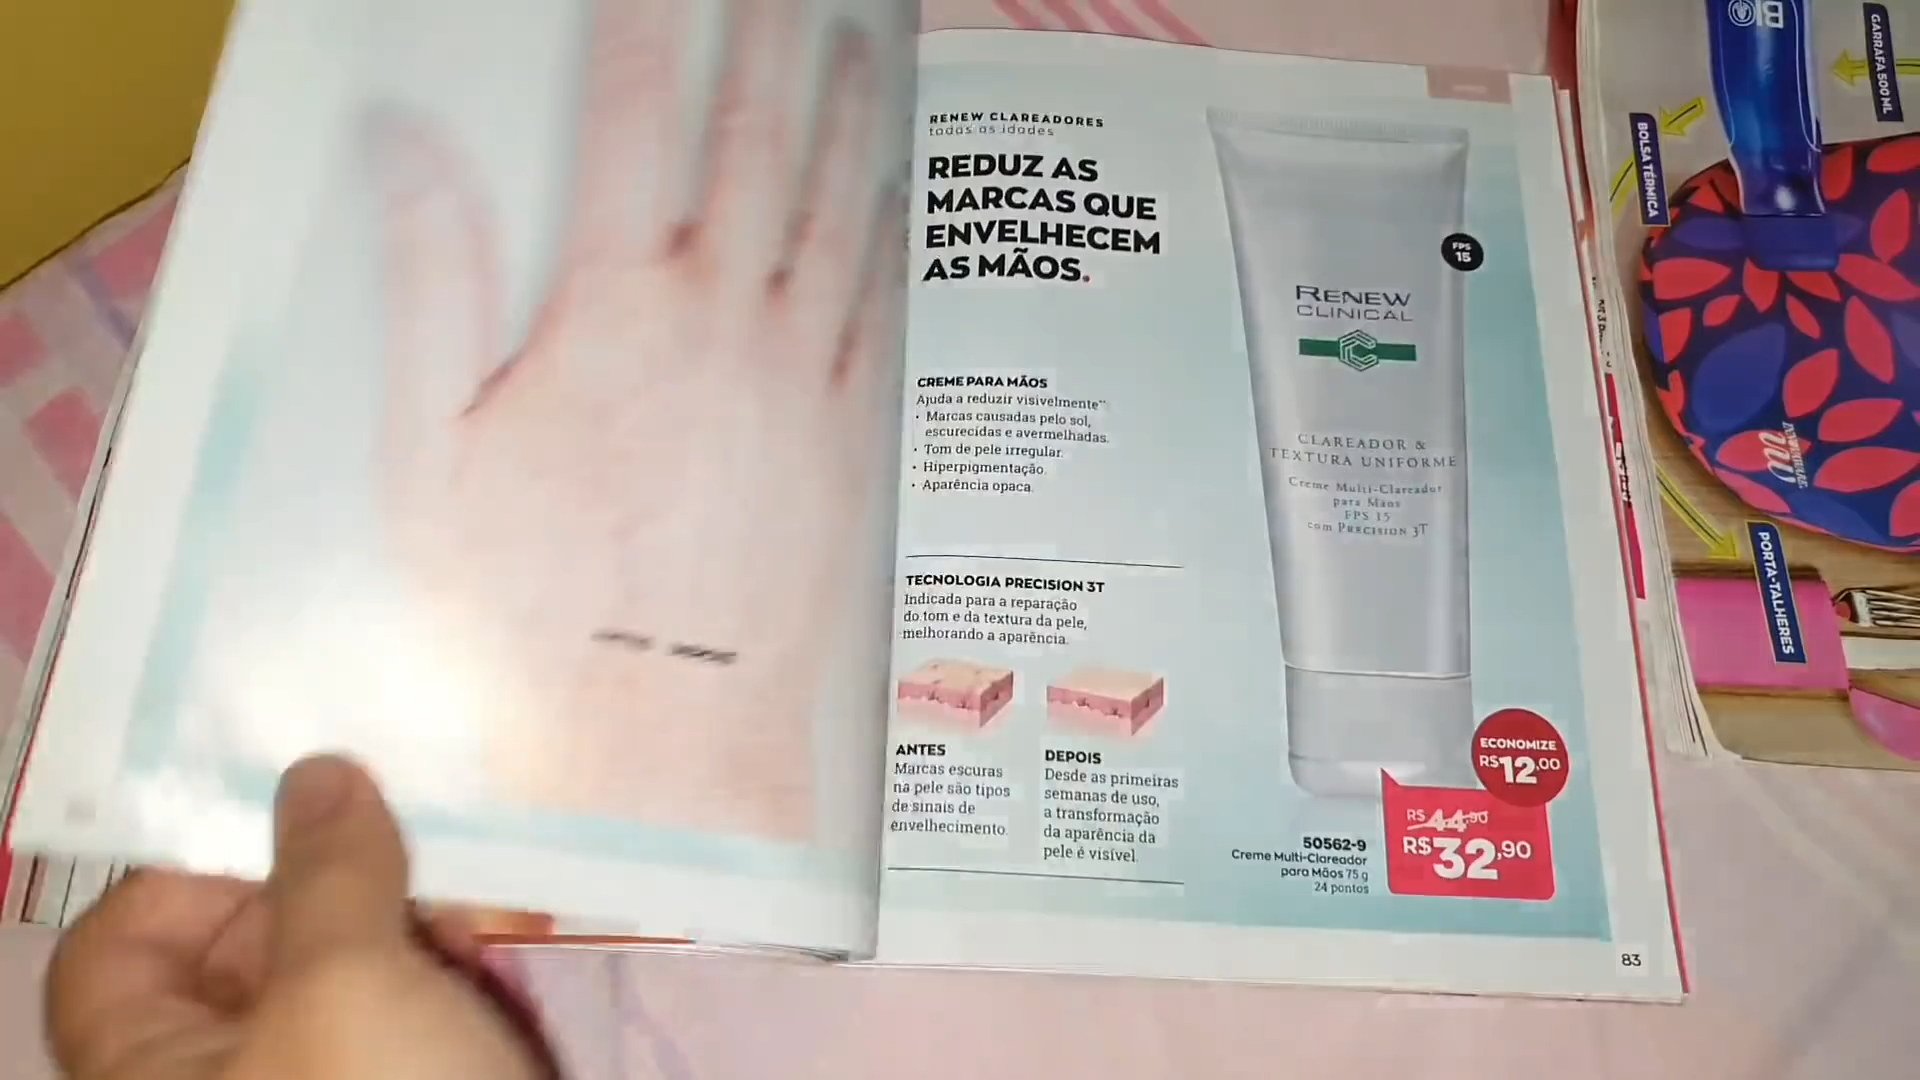 RENEW CLAREADORES
todas as idades
REDUZ AS
MARCAS QUE
ENVELHECEM
AS MÃOS.
CREME PARA MÃOS
Ajuda a reduzir visivelmente**:
• Marcas causadas pelo sol,
escurecidas e avermelhadas.
• Tom de pele irregular.
• Hiperpigmentação.
• Aparência opaca.
TECNOLOGIA PRECISION 3T
Indicada para a reparação
do tom e da textura da pele,
melhorando a aparência.
ANTES
Marcas escuras
na pele são tipos
de sinais de
envelhecimento.
DEPOIS
Desde as primeiras
semanas de uso,
a transformação
da aparência da
pele é visível.
FPS
15
RENEW
CLINICAL
CLAREADOR &
TEXTURA UNIFORME
Creme Multi-Clareador
para Mãos
FPS 15
com PRECISION 3T
ECONOMIZE
R$12,00
R$44,90
R$32,90
50562-9
Creme Multi-Clareador
para Mãos 75 g
24 pontos
83
GARRAFA 500 ML
BOLSA TÉRMICA
PORTA-TALHERES